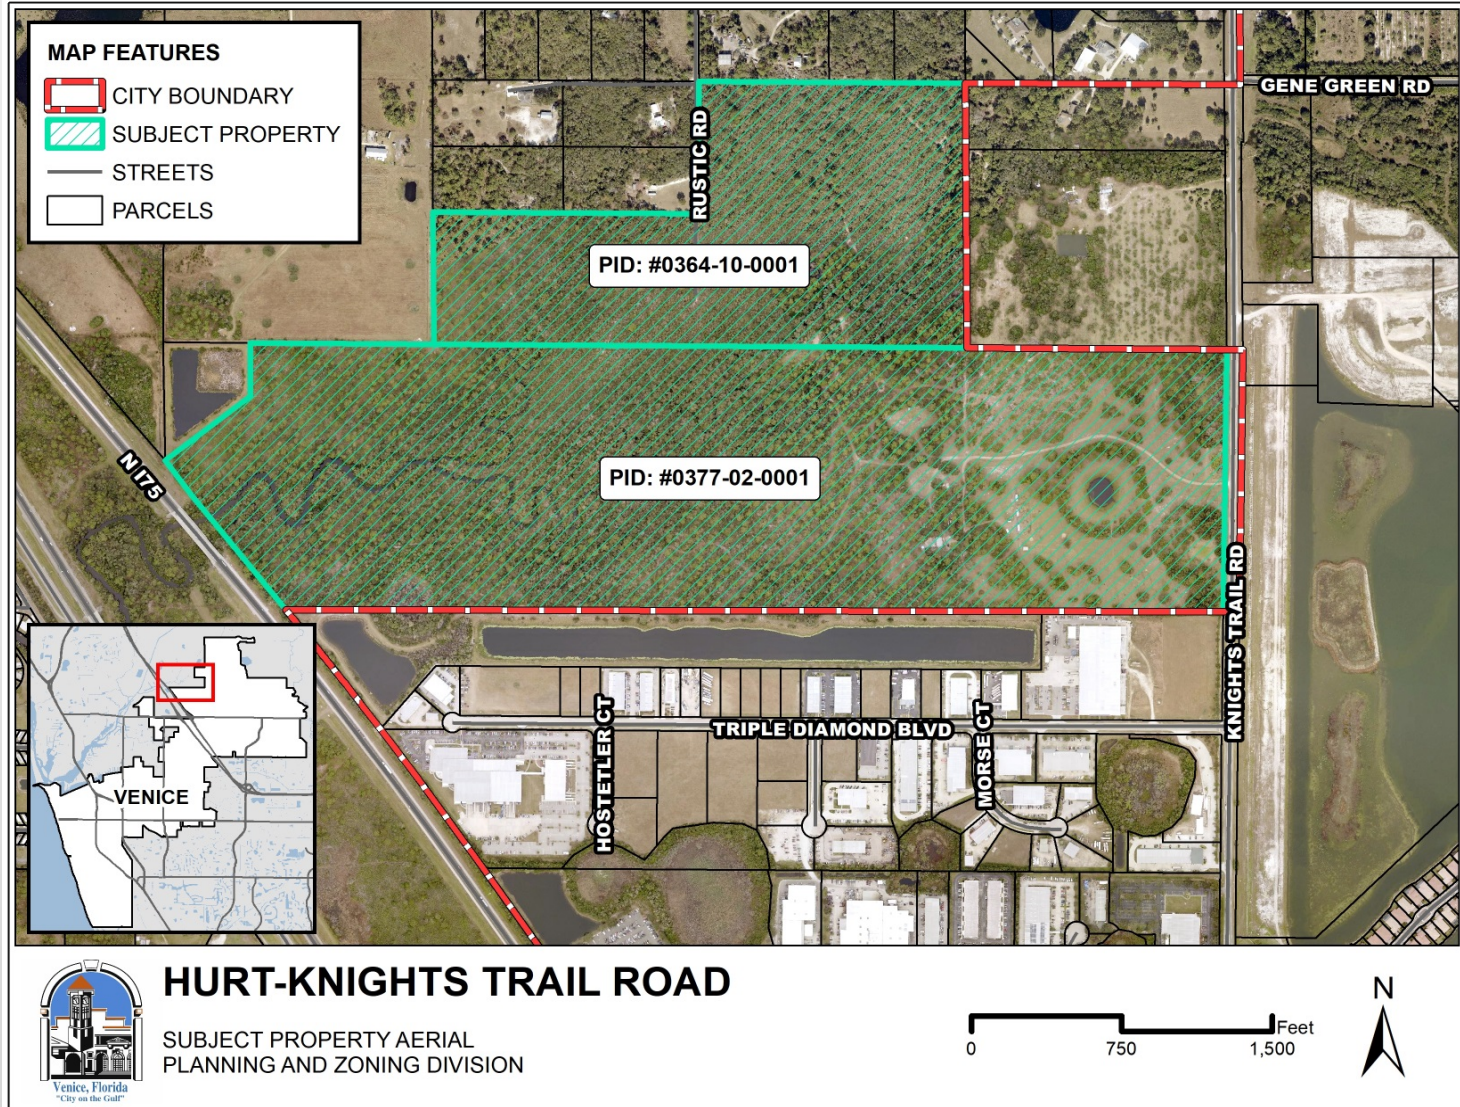 MAP FEATURES
CITY BOUNDARY
SUBJECT PROPERTY
STREETS
PARCELS
GENE GREEN RD
RUSTIC RD
PID: #0364-10-0001
N I75
PID: #0377-02-0001
KNIGHTS TRAIL RD
HOSTETLER CT
TRIPLE DIAMOND BLVD
MORSE CT
VENICE
HURT-KNIGHTS TRAIL ROAD
SUBJECT PROPERTY AERIAL
PLANNING AND ZONING DIVISION
Venice, Florida
"City on the Gulf"
Feet
0 750 1,500
N